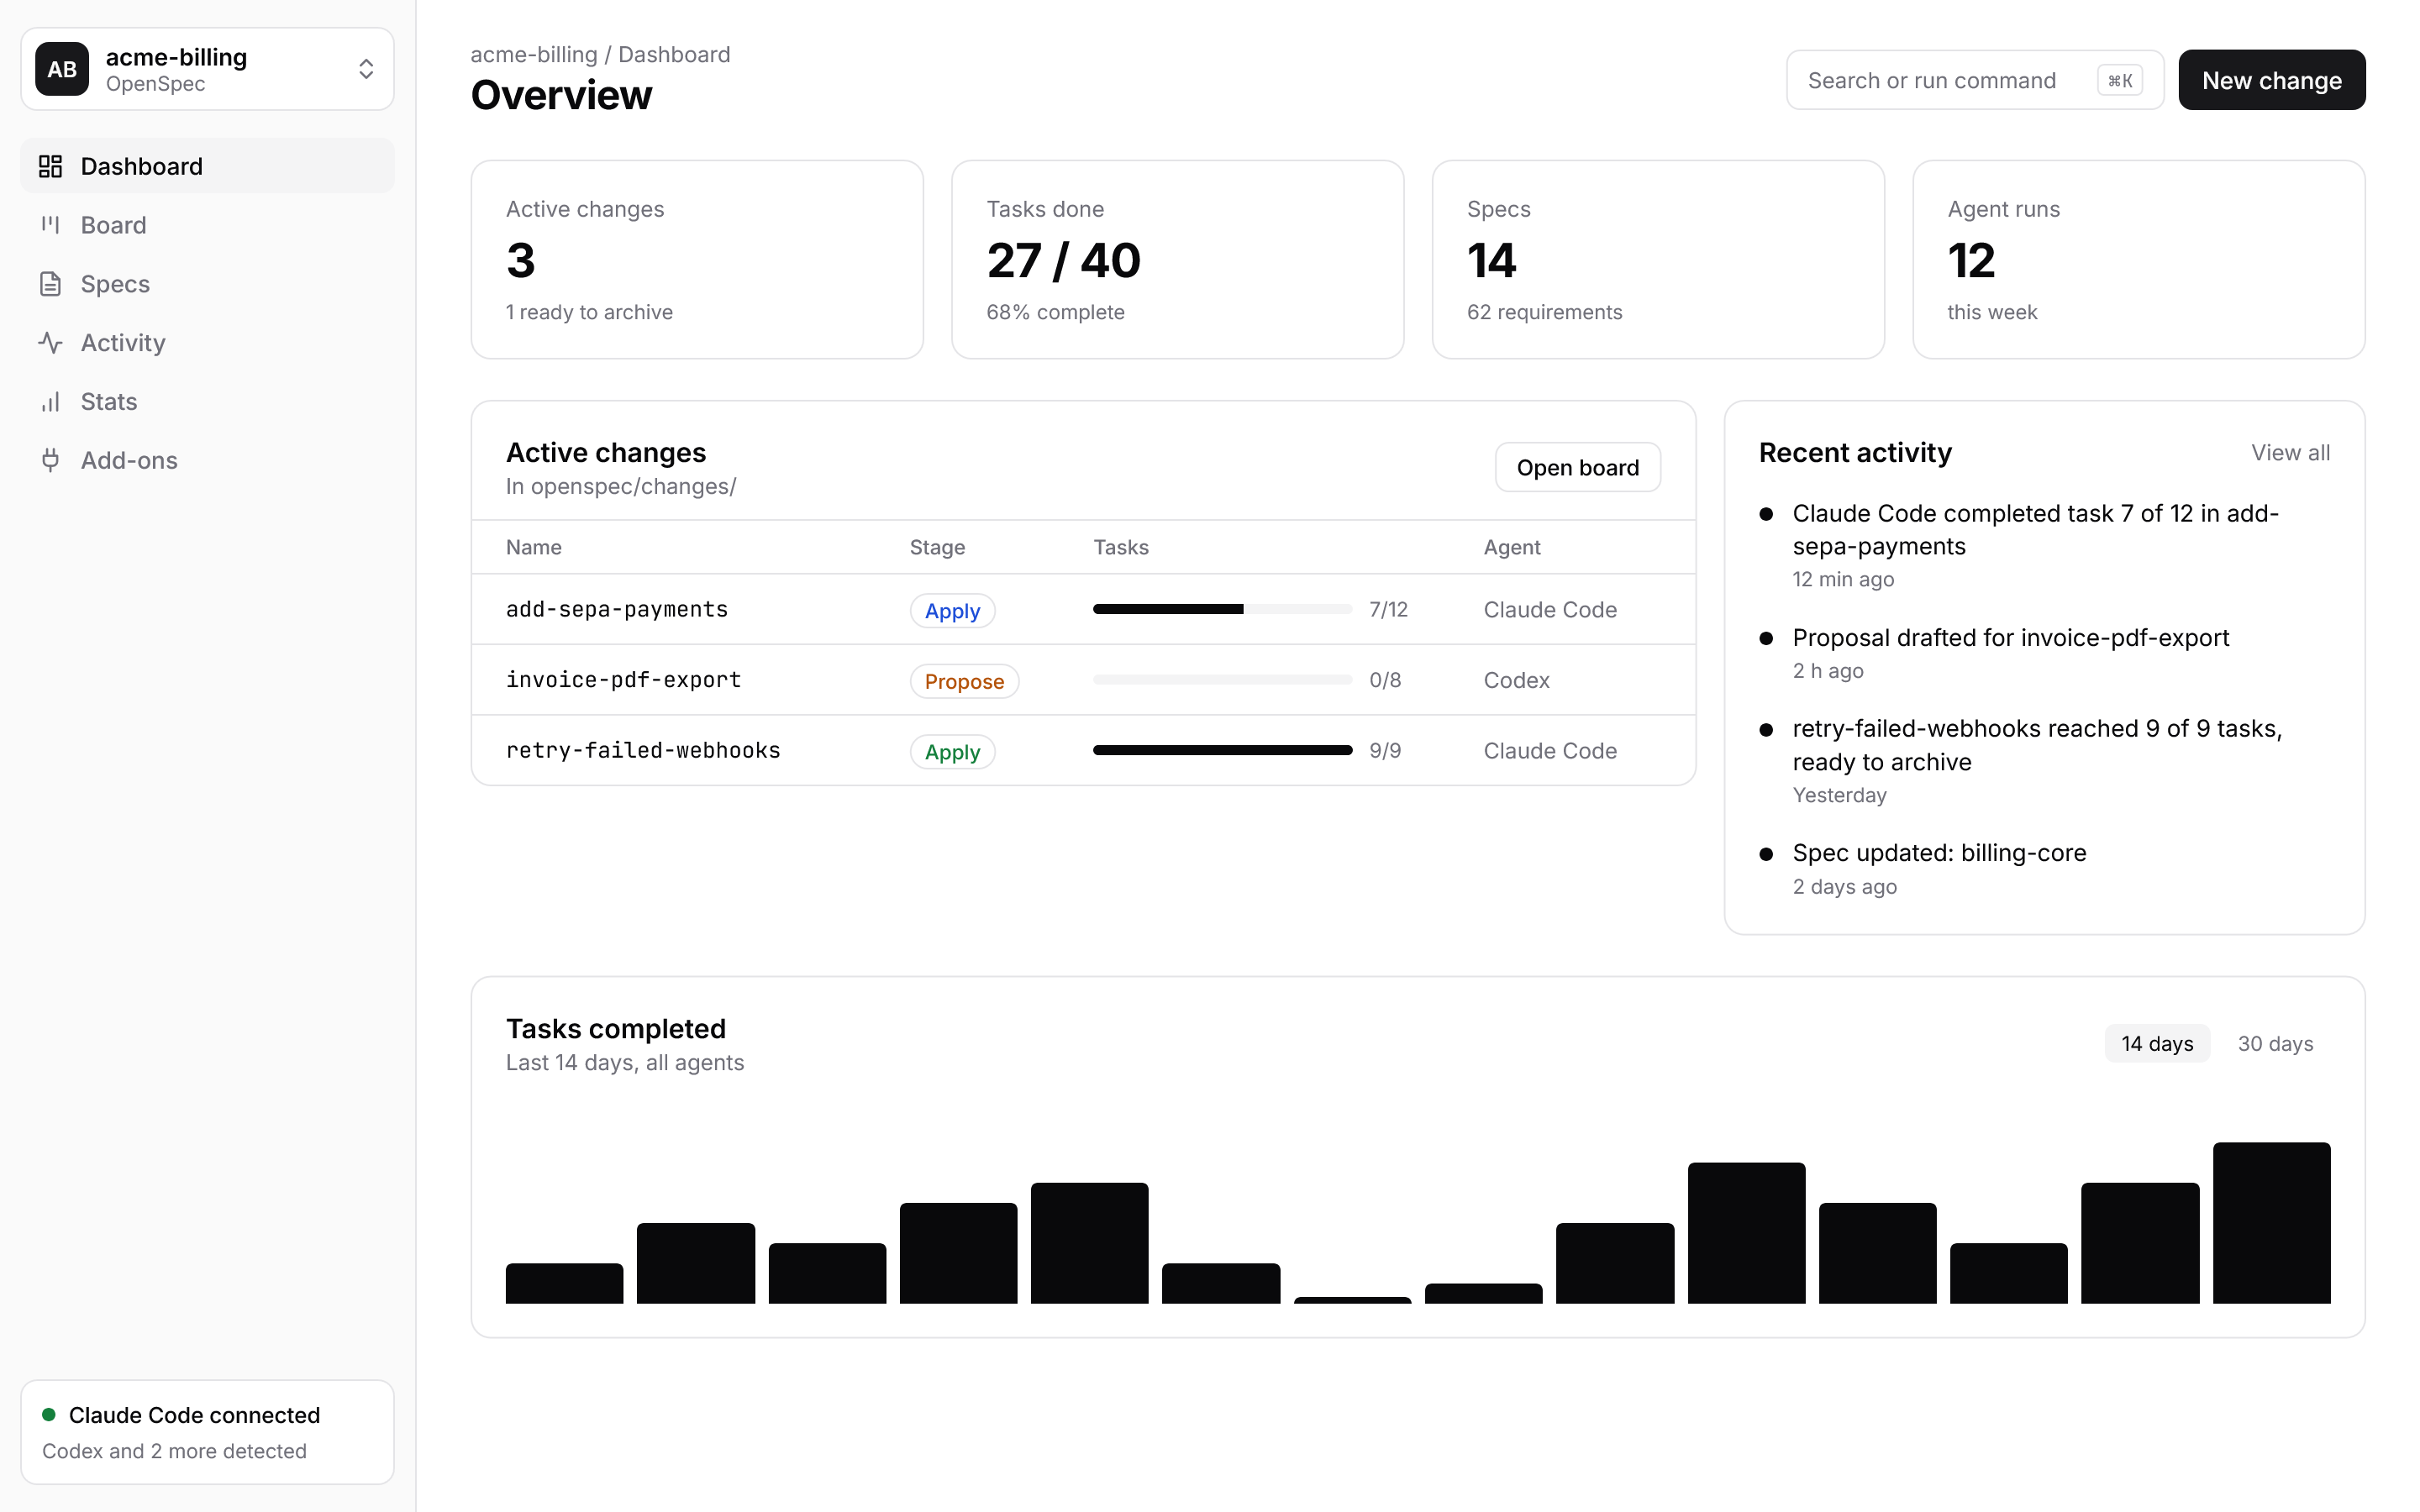 AB
acme-billing
OpenSpec
Dashboard
Board
Specs
Activity
Stats
Add-ons
Claude Code connected
Codex and 2 more detected
acme-billing / Dashboard
Overview
Search or run command
⌘K
New change
Active changes
3
1 ready to archive
Tasks done
27 / 40
68% complete
Specs
14
62 requirements
Agent runs
12
this week
Active changes
In openspec/changes/
Open board
Name Stage Tasks Agent
add-sepa-payments Apply 7/12 Claude Code
invoice-pdf-export Propose 0/8 Codex
retry-failed-webhooks Apply 9/9 Claude Code
Recent activity
View all
Claude Code completed task 7 of 12 in add-
sepa-payments
12 min ago
Proposal drafted for invoice-pdf-export
2 h ago
retry-failed-webhooks reached 9 of 9 tasks,
ready to archive
Yesterday
Spec updated: billing-core
2 days ago
Tasks completed
Last 14 days, all agents
14 days
30 days